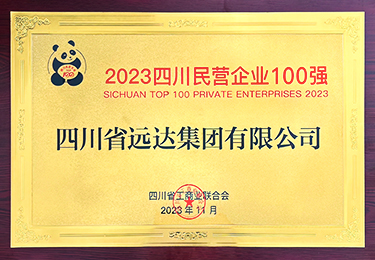 2023四川民营企业100强
SICHUAN TOP 100 PRIVATE ENTERPRISES 2023
四川省远达集团有限公司
四川省工商业联合会
2023年11月